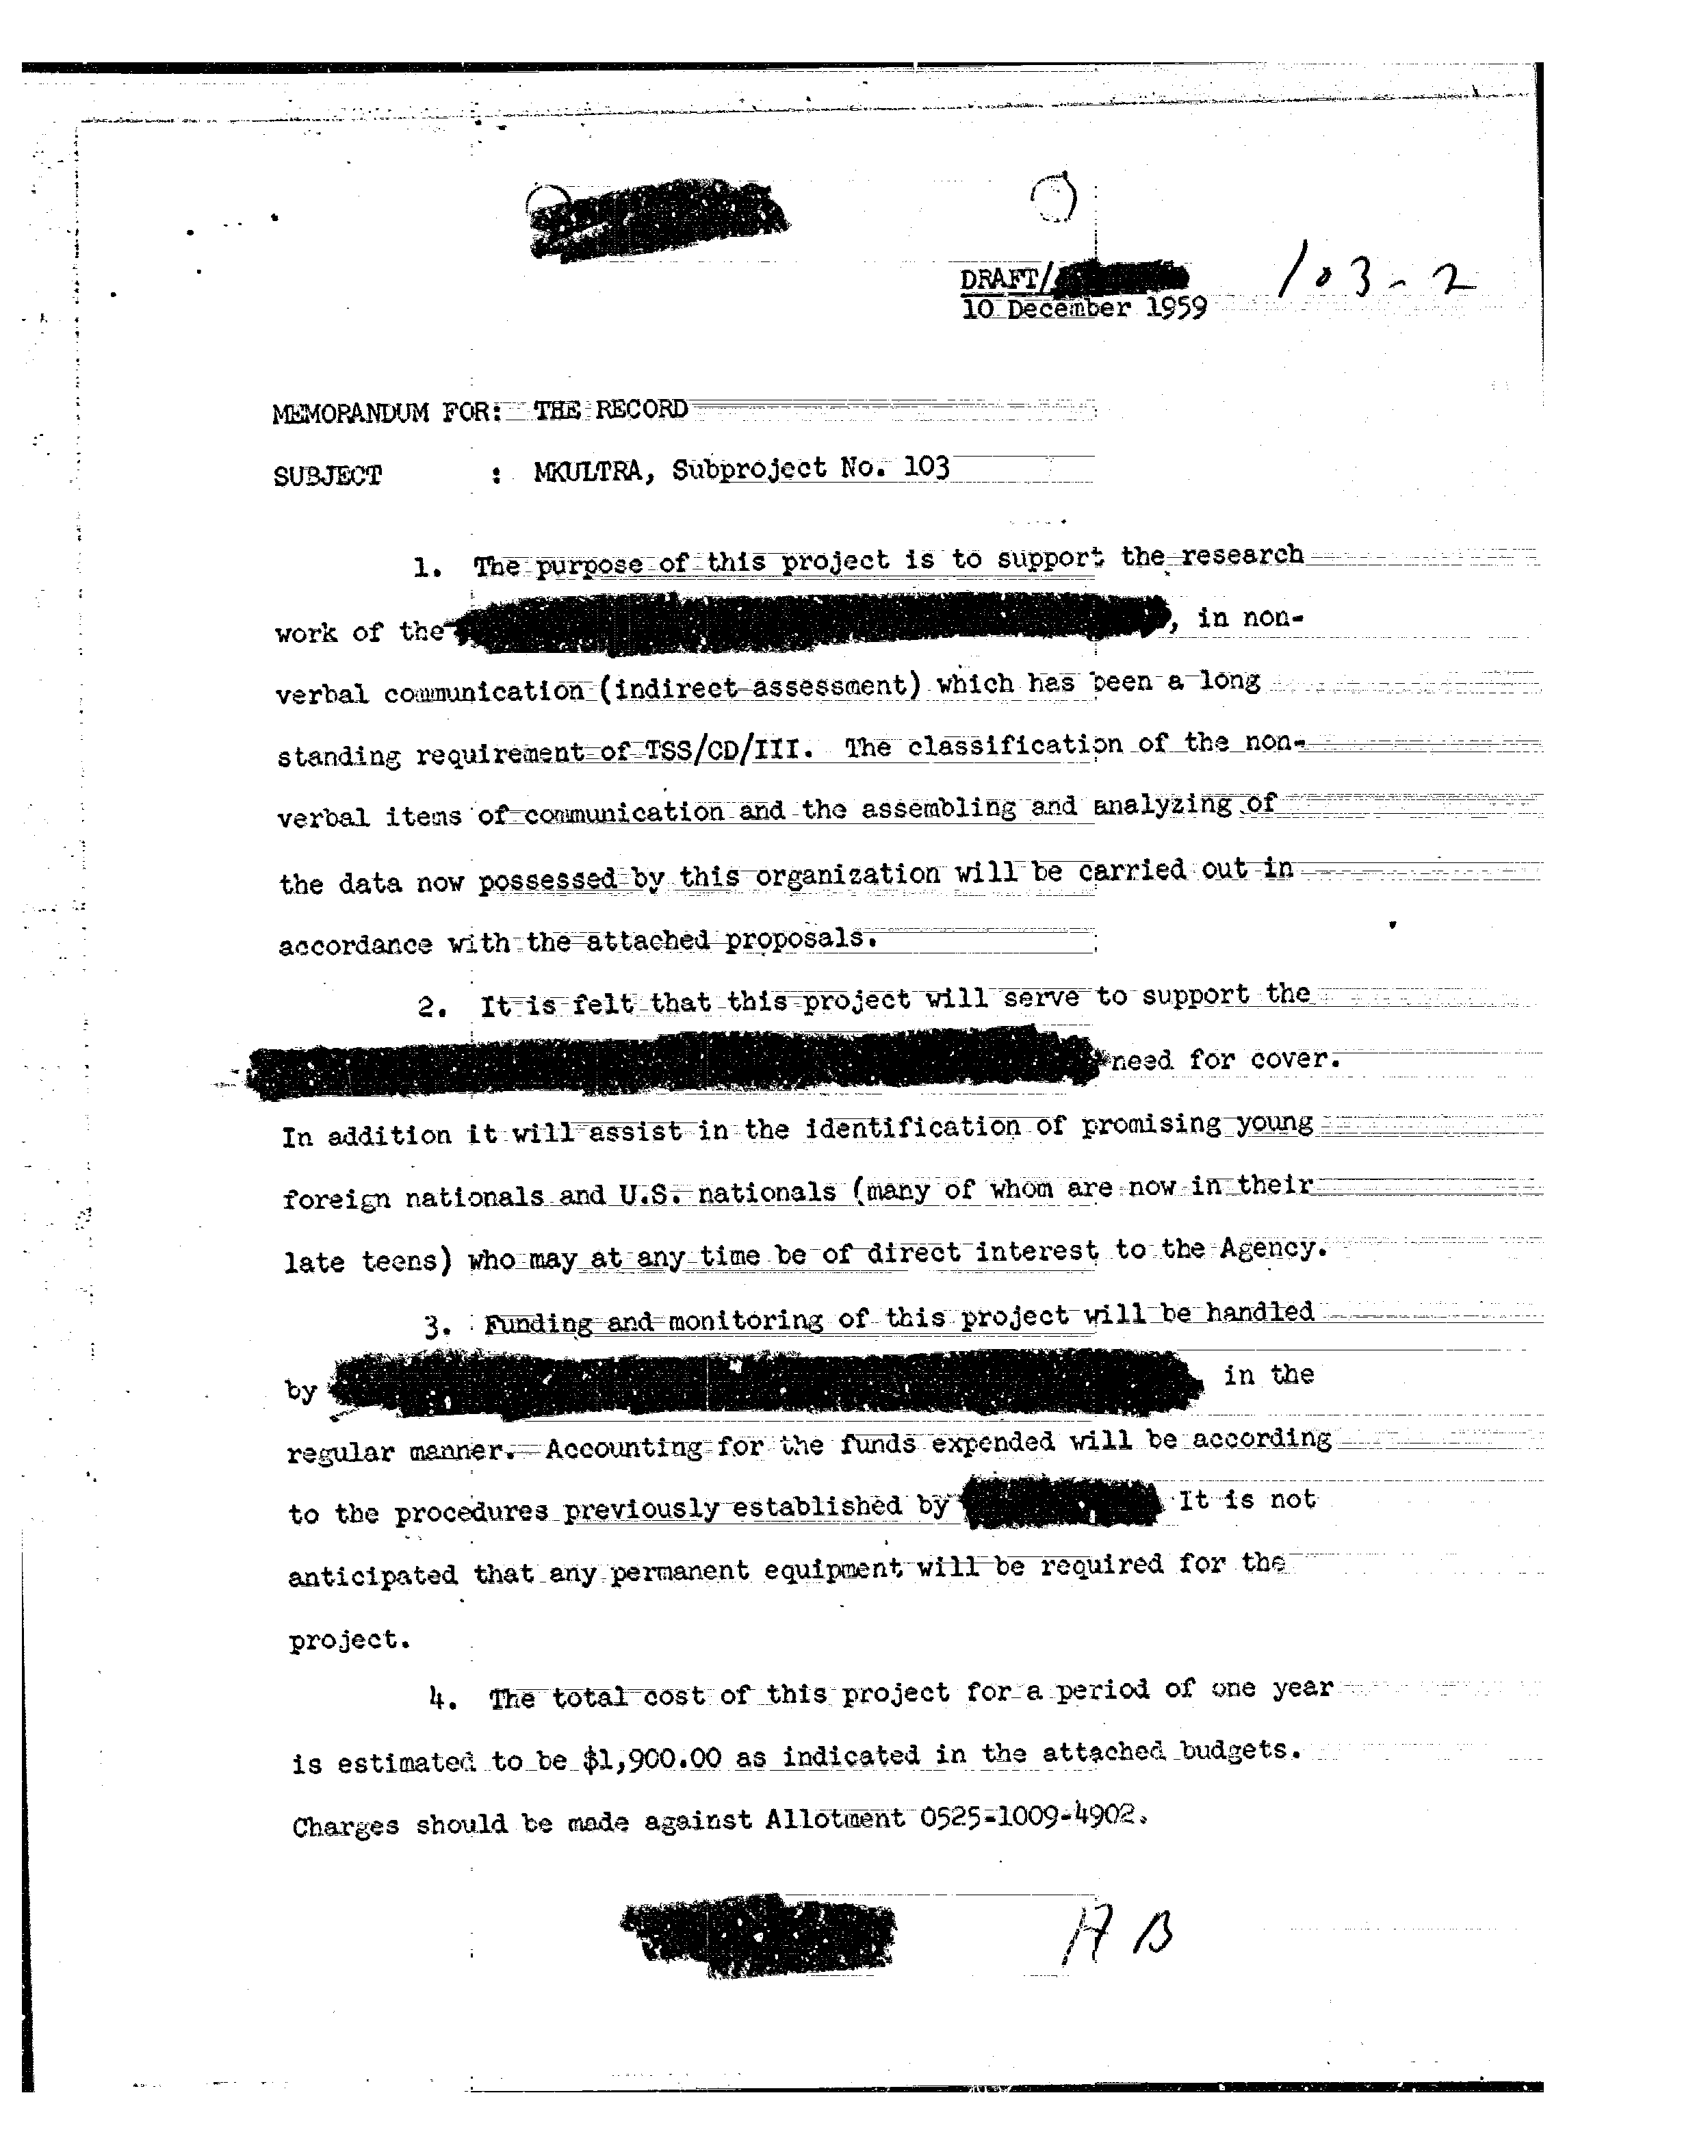 DRAFT/
103-2
10 December 1959
MEMORANDUM FOR: THE RECORD
SUBJECT : MKULTRA, Subproject No. 103
1. The purpose of this project is to support the research
work of the , in non-
verbal communication (indirect assessment) which has been a long
standing requirement of TSS/CD/III. The classification of the non-
verbal items of communication and the assembling and analyzing of
the data now possessed by this organization will be carried out in
accordance with the attached proposals.
2. It is felt that this project will serve to support the
need for cover.
In addition it will assist in the identification of promising young
foreign nationals and U.S. nationals (many of whom are now in their
late teens) who may at any time be of direct interest to the Agency.
3. Funding and monitoring of this project will be handled
by in the
regular manner. Accounting for the funds expended will be according
to the procedures previously established by It is not
anticipated that any permanent equipment will be required for the
project.
4. The total cost of this project for a period of one year
is estimated to be $1,900.00 as indicated in the attached budgets.
Charges should be made against Allotment 0525-1009-4902.
A B